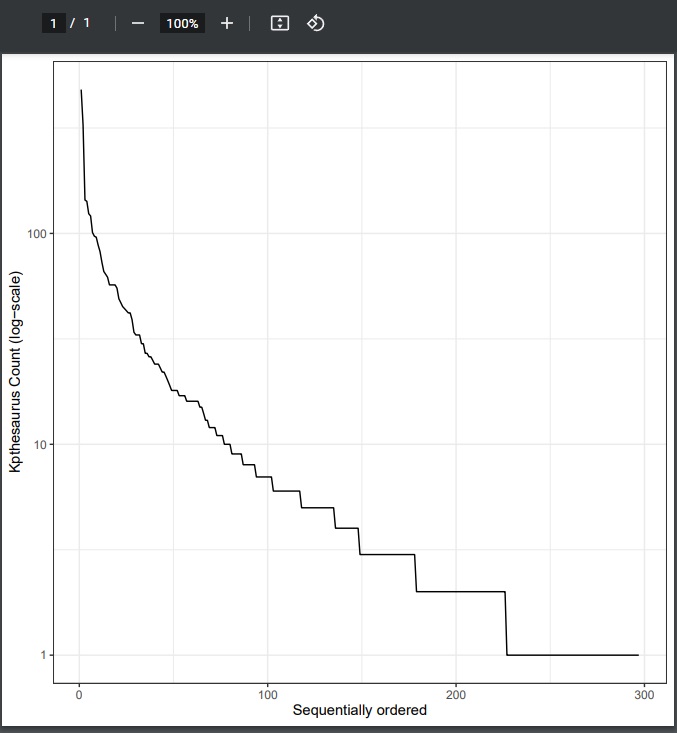 1 / 1 − 100% +
100
10
1
Kpthesaurus Count (log−scale)
0 100 200 300
Sequentially ordered